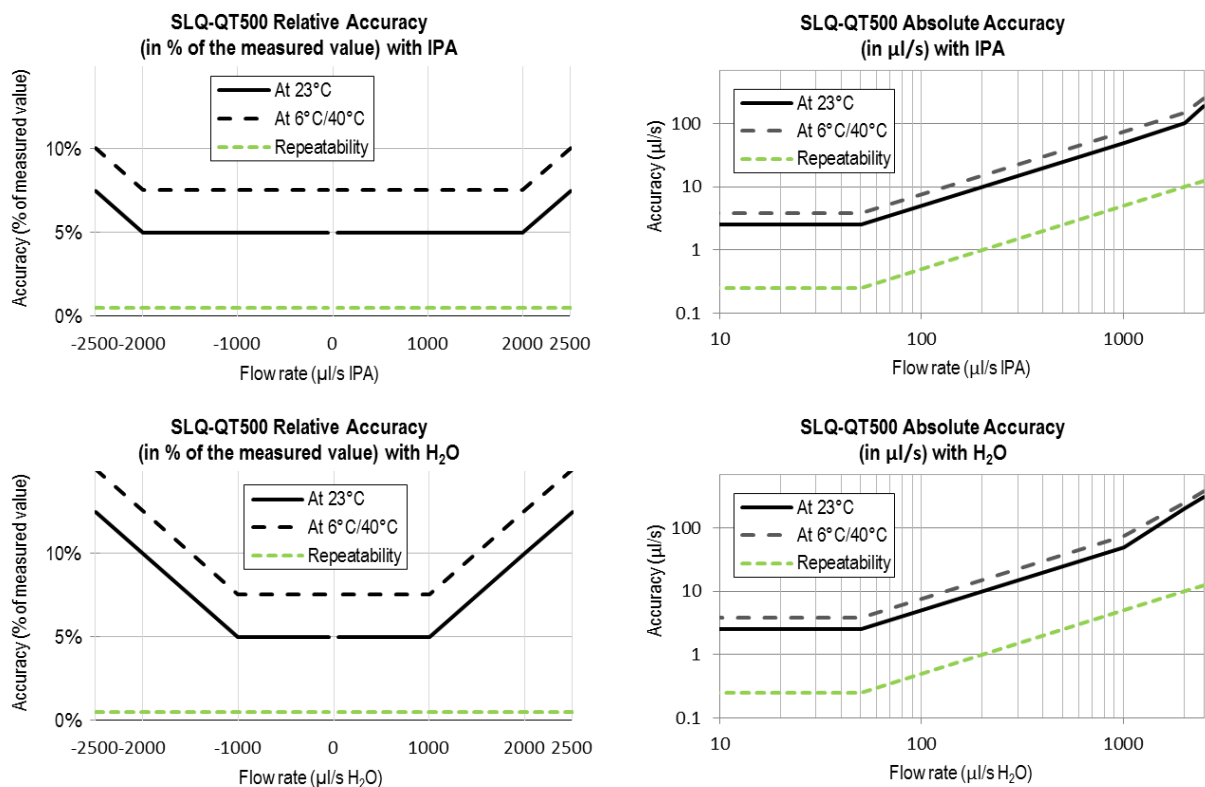 SLQ-QT500 Relative Accuracy
(in % of the measured value) with IPA
Accuracy (% of measured value)
At 23°C
At 6°C/40°C
Repeatability
10%
5%
0%
-2500-2000 -1000 0 1000 2000 2500
Flow rate (µl/s IPA)
SLQ-QT500 Absolute Accuracy
(in µl/s) with IPA
Accuracy (µl/s)
At 23°C
At 6°C/40°C
Repeatability
100
10
1
0.1
10 100 1000
Flow rate (µl/s IPA)
SLQ-QT500 Relative Accuracy
(in % of the measured value) with H₂O
Accuracy (% of measured value)
At 23°C
At 6°C/40°C
Repeatability
10%
5%
0%
-2500-2000 -1000 0 1000 2000 2500
Flow rate (µl/s H₂O)
SLQ-QT500 Absolute Accuracy
(in µl/s) with H₂O
Accuracy (µl/s)
At 23°C
At 6°C/40°C
Repeatability
100
10
1
0.1
10 100 1000
Flow rate (µl/s H₂O)